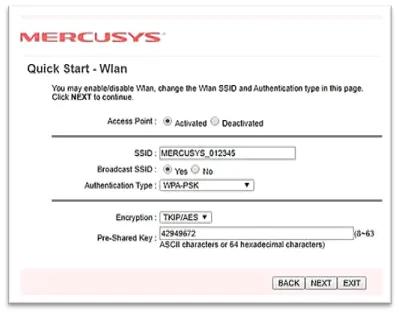 MERCUSYS®
Quick Start - Wlan
You may enable/disable Wlan, change the Wlan SSID and Authentication type in this page.
Click NEXT to continue.
Access Point : Activated Deactivated
SSID : MERCUSYS_012345
Broadcast SSID : Yes No
Authentication Type : WPA-PSK
Encryption : TKIP/AES
Pre-Shared Key : 42949672 (8~63
ASCII characters or 64 hexadecimal characters)
BACK NEXT EXIT